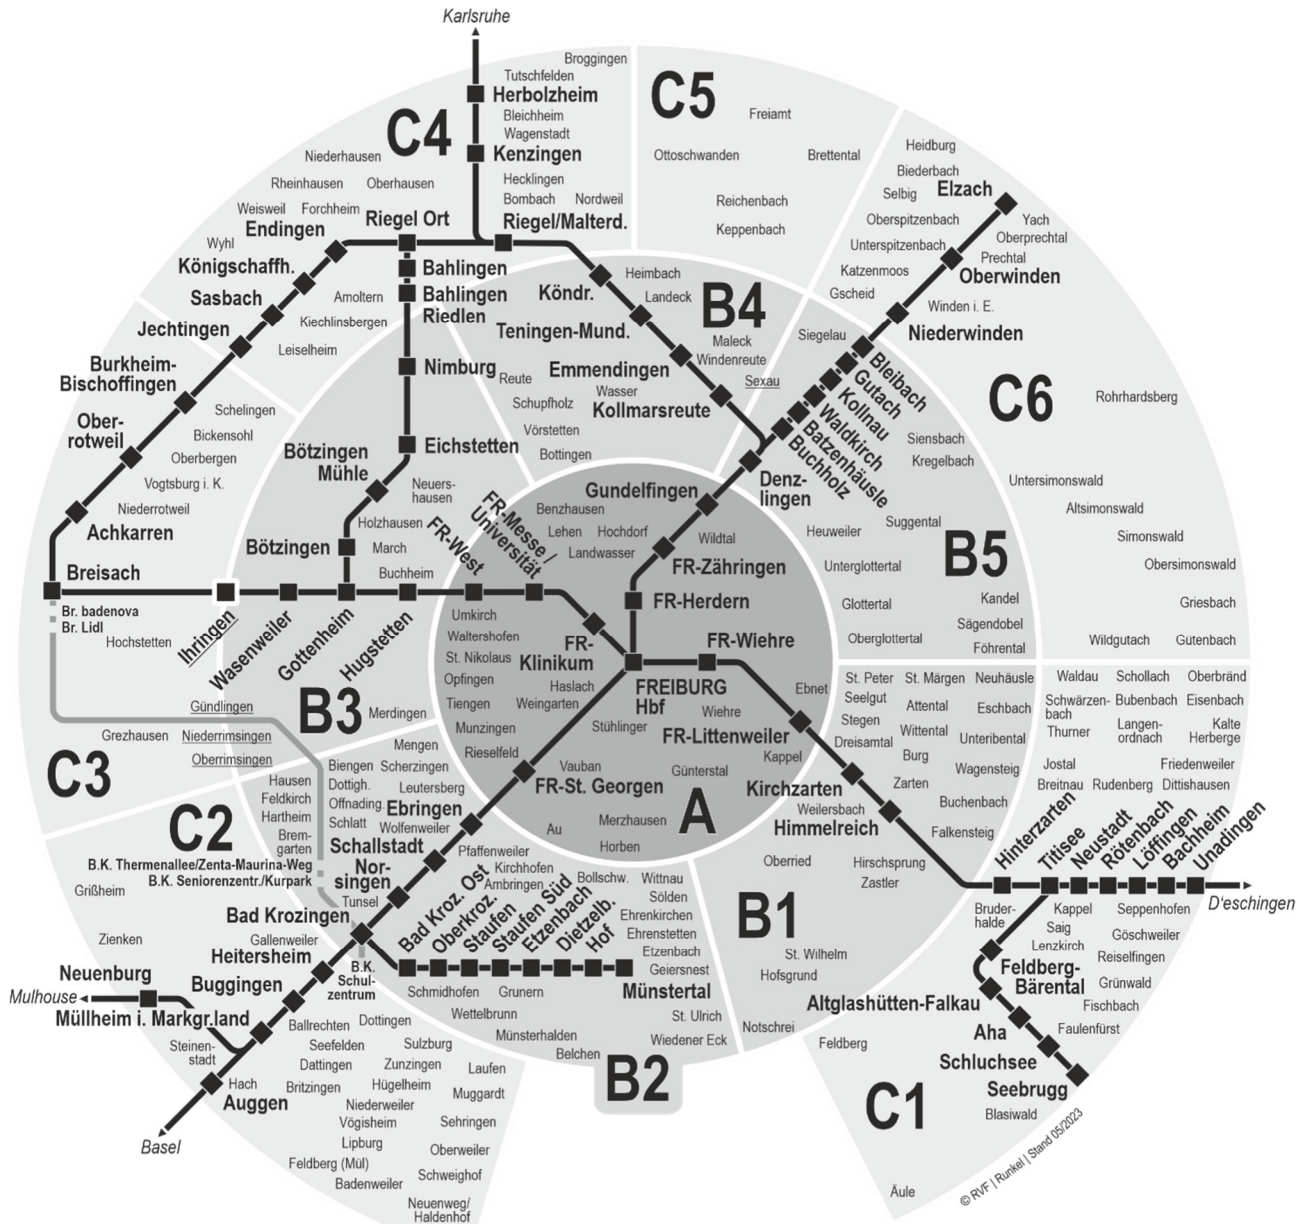 Karlsruhe
Broggingen
Tutschfelden
Herbolzheim
C5
C4
Bleichheim
Wagenstadt
Freiamt
Niederhausen
Kenzingen
Ottoschwanden
Brettental
Heidburg
Biederbach
Rheinhausen
Oberhausen
Hecklingen
Selbig
Elzach
Bombach
Nordweil
Reichenbach
Weisweil
Forchheim
Riegel Ort
Riegel/Malterd.
Oberspitzenbach
Yach
Endingen
Keppenbach
Oberprechtal
Wyhl
Unterspitzenbach
Prechtal
Königschaffh.
Bahlingen
Heimbach
Katzenmoos
Oberwinden
Sasbach
Amoltern
Bahlingen
Riedlen
Köndr.
Landeck
B4
Gscheid
Winden i. E.
Jechtingen
Kiechlinsbergen
Teningen-Mund.
Niederwinden
Leiselheim
Maleck
Siegelau
Windenreute
Burkheim-
Bischoffingen
Nimburg
Emmendingen
Sexau
Bleibach
Gutach
Kollnau
Waldkirch
Batzenhäusle
Buchholz
Reute
Wasser
Schupfholz
Kollmarsreute
C6
Rohrhardsberg
Schelingen
Ober-
rotweil
Bickensohl
Vörstetten
Siensbach
Eichstetten
Bottingen
Kregelbach
Oberbergen
Bötzingen
Mühle
Denz-
lingen
Vogtsburg i. K.
Neuers-
hausen
Gundelfingen
Untersimonswald
Niederrotweil
FR-Messe /
Universität
Benzhausen
Altsimonswald
Holzhausen
FR-West
Lehen
Hochdorf
Wildtal
Heuweiler
Suggental
Achkarren
Landwasser
Simonswald
Bötzingen
March
B5
Obersimonswald
Breisach
Buchheim
FR-Zähringen
Unterglottertal
Br. badenova
Br. Lidl
FR-Herdern
Glottertal
Kandel
Griesbach
Hochstetten
Ihringen
Wasenweiler
Gottenheim
Hugstetten
Umkirch
Sägendobel
Waltershofen
FR-
Klinikum
FR-Wiehre
Oberglottertal
Föhrental
Wildgutach
Gütenbach
St. Nikolaus
Opfingen
Haslach
FREIBURG
Hbf
Ebnet
St. Peter
St. Märgen
Neuhäusle
Waldau
Schollach
Oberbränd
Tiengen
Weingarten
Wiehre
Seelgut
Attental
Eschbach
Schwärzen-
bach
Bubenbach
Eisenbach
Gündlingen
B3
Merdingen
Munzingen
Stühlinger
FR-Littenweiler
Stegen
Wittental
Thurner
Langen-
ordnach
Kalte
Herberge
Grezhausen
Niederrimsingen
Mengen
Rieselfeld
Kappel
Dreisamtal
Unteribental
Oberrimsingen
Biengen
Scherzingen
Vauban
Burg
Jostal
Friedenweiler
C3
Hausen
Dottigh.
Leutersberg
FR-St. Georgen
Günterstal
Kirchzarten
Zarten
Wagensteig
Breitnau
Rudenberg
Dittishausen
Feldkirch
Offnading.
Ebringen
Hartheim
Schlatt
Wolfenweiler
A
Weilersbach
Buchenbach
C2
Brem-
garten
Schallstadt
Au
Merzhausen
Himmelreich
Falkensteig
Horben
Hinterzarten
Titisee
Neustadt
Rötenbach
Löffingen
Bachheim
Unadingen
B.K. Thermenallee/Zenta-Maurina-Weg
B.K. Seniorenzentr./Kurpark
Nor-
singen
Pfaffenweiler
Oberried
Hirschsprung
Grißheim
Kirchhofen
Bollschw.
Wittnau
Zastler
Tunsel
Ambringen
Sölden
D'eschingen
Bad Krozingen
Bad Kroz. Ost
Oberkroz.
Staufen
Staufen Süd
Etzenbach
Dietzelb.
Hof
Ehrenkirchen
B1
Bruder-
halde
Kappel
Seppenhofen
Zienken
Gallenweiler
Ehrenstetten
Saig
Göschweiler
Heitersheim
Etzenbach
St. Wilhelm
Lenzkirch
Reiselfingen
Neuenburg
B.K.
Schul-
zentrum
Geiersnest
Hofsgrund
Feldberg-
Bärental
Grünwald
Mulhouse
Buggingen
Schmidhofen
Grunern
Münstertal
Altglashütten-Falkau
Fischbach
Müllheim i. Markgr.land
Wettelbrunn
St. Ulrich
Notschrei
Aha
Faulenfürst
Ballrechten
Dottingen
Münsterhalden
Wiedener Eck
Feldberg
Steinen-
stadt
Seefelden
Sulzburg
Belchen
Schluchsee
Dattingen
Zunzingen
Laufen
B2
Hach
Britzingen
Hügelheim
Seebrugg
Auggen
Niederweiler
Muggardt
C1
Blasiwald
Vögisheim
Sehringen
Basel
Lipburg
Oberweiler
Feldberg (Mül)
Badenweiler
Schweighof
Äule
Neuenweg/
Haldenhof
© RVF | Runkel | Stand 05/2023